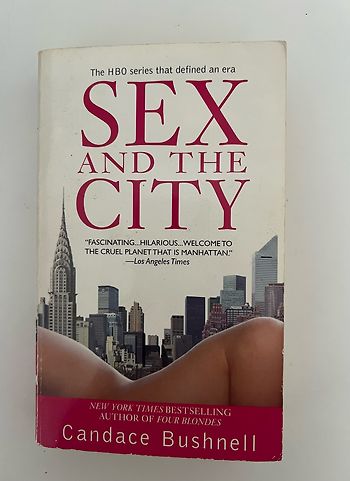 The HBO series that defined an era
SEX
AND THE
CITY
"FASCINATING...HILARIOUS...WELCOME TO
THE CRUEL PLANET THAT IS MANHATTAN."
—Los Angeles Times
NEW YORK TIMES BESTSELLING
AUTHOR OF FOUR BLONDES
Candace Bushnell